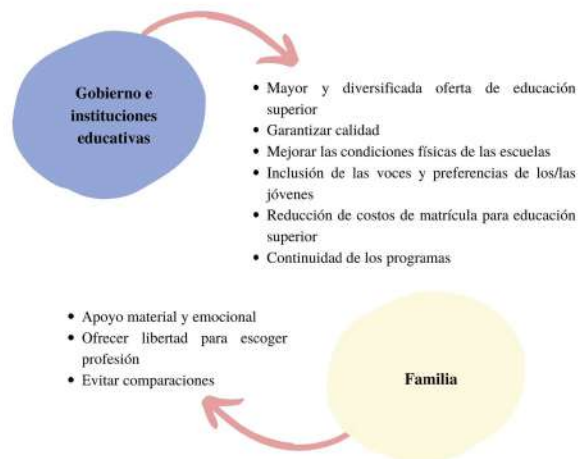 Gobierno e
instituciones
educativas
• Mayor y diversificada oferta de educación
superior
• Garantizar calidad
• Mejorar las condiciones físicas de las escuelas
• Inclusión de las voces y preferencias de los/las
jóvenes
• Reducción de costos de matrícula para educación
superior
• Continuidad de los programas
• Apoyo material y emocional
• Ofrecer libertad para escoger
profesión
• Evitar comparaciones
Familia